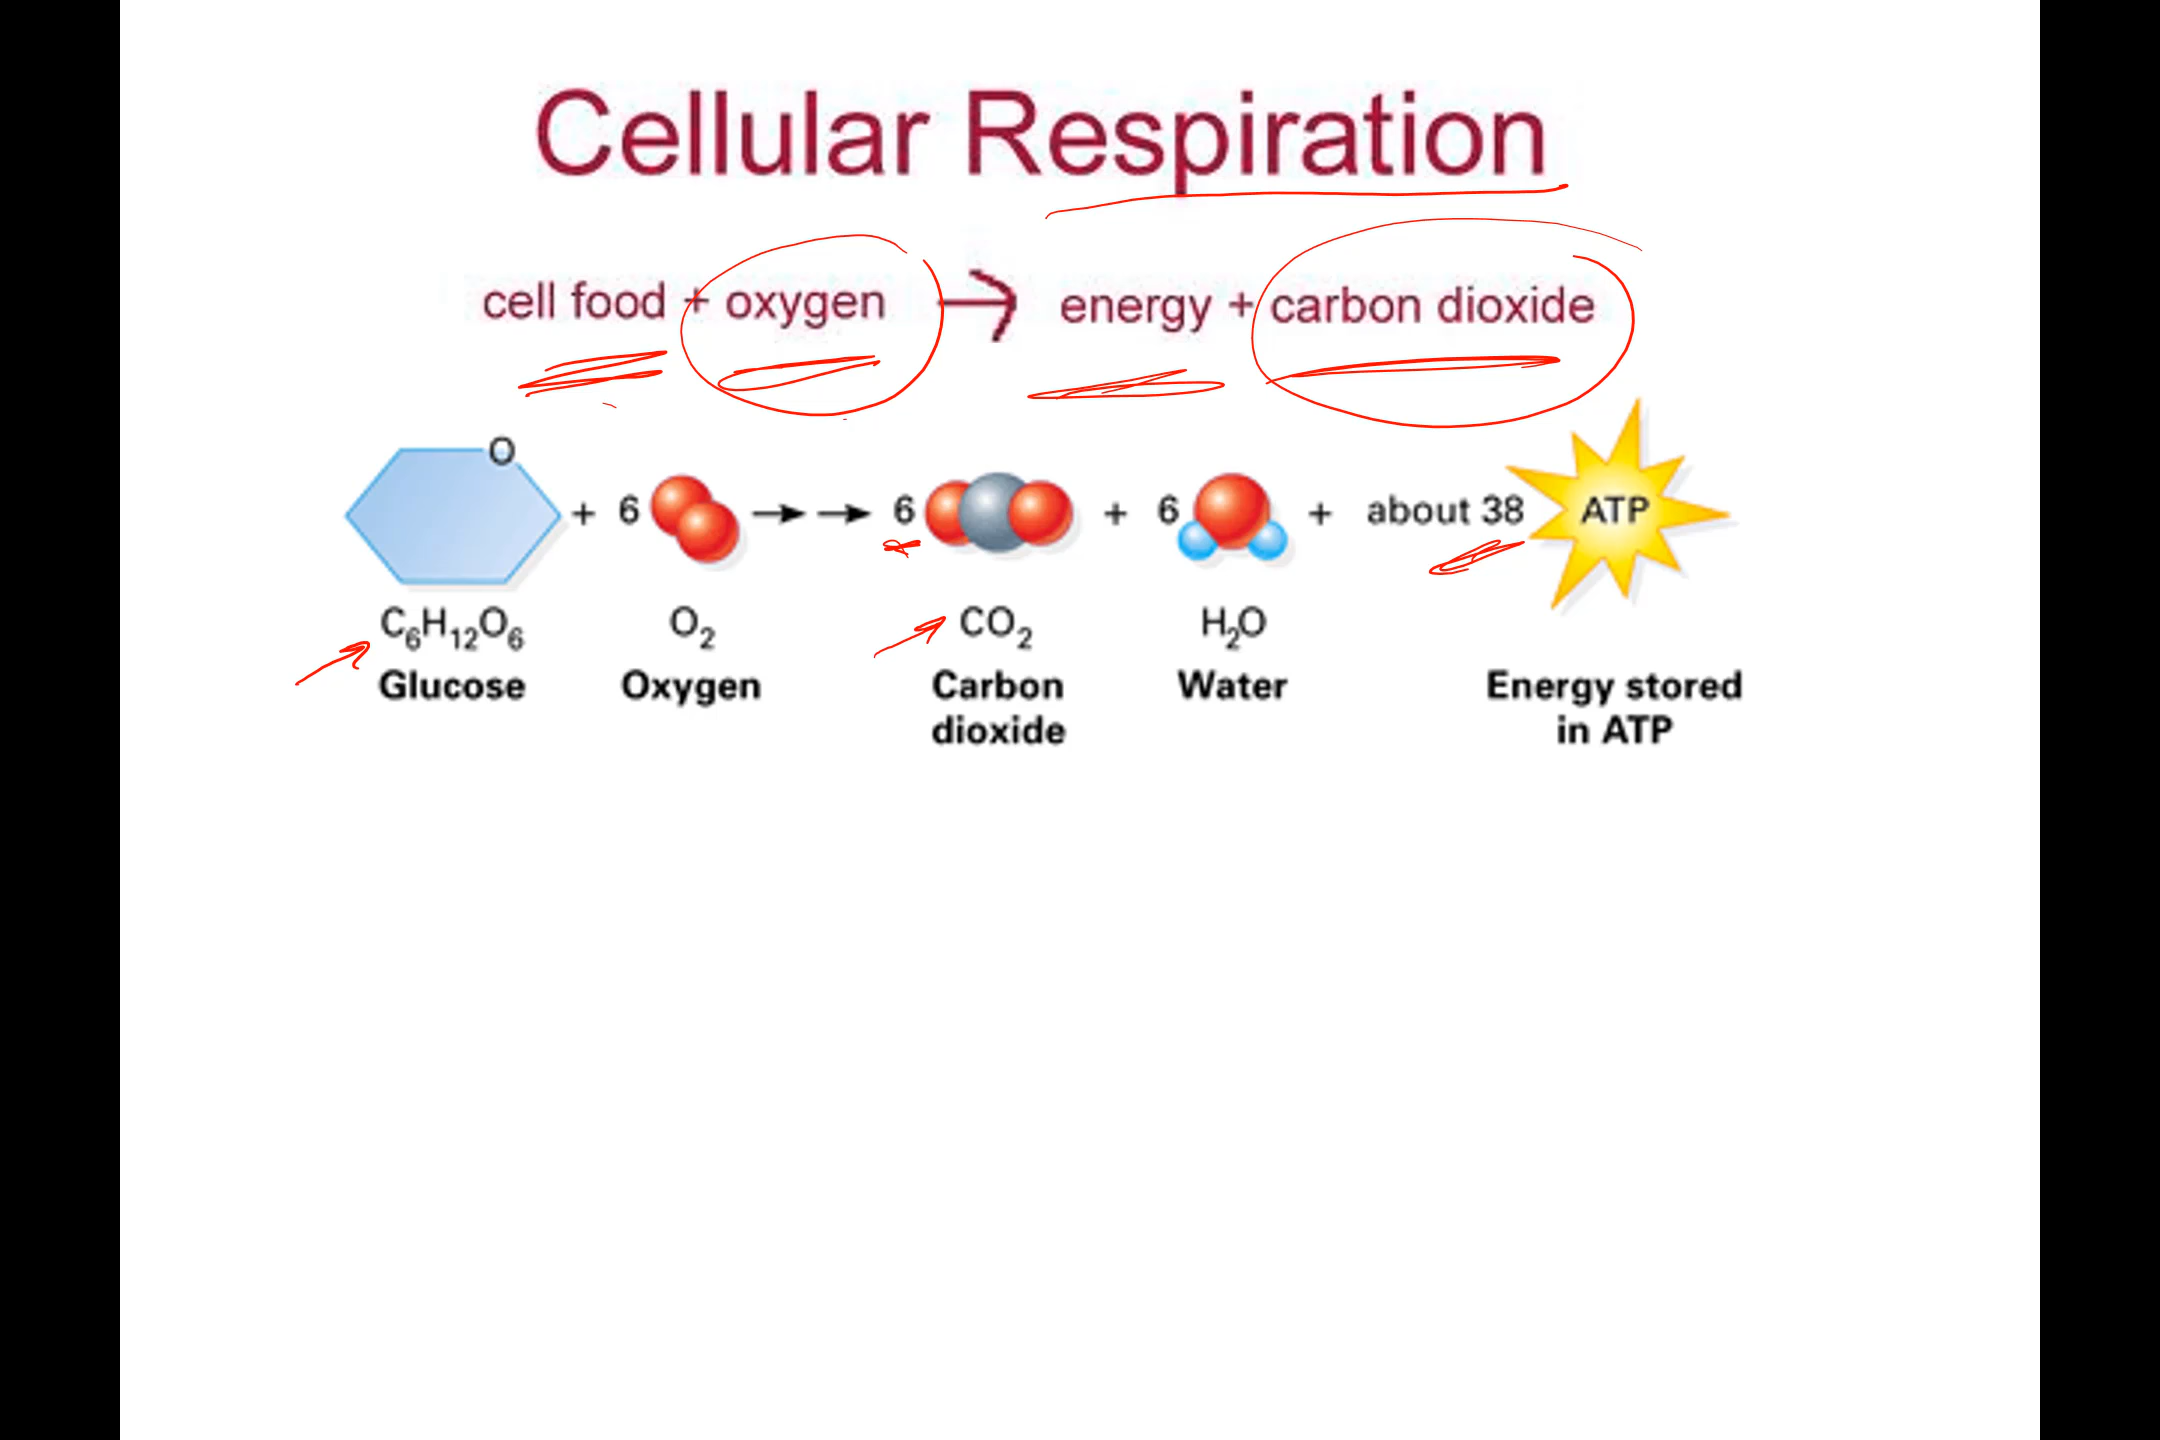 Cellular Respiration
cell food + oxygen → energy + carbon dioxide
O
+ 6 →→ 6 + 6 + about 38 ATP
C₆H₁₂O₆ O₂ CO₂ H₂O
Glucose Oxygen Carbon dioxide Water Energy stored in ATP